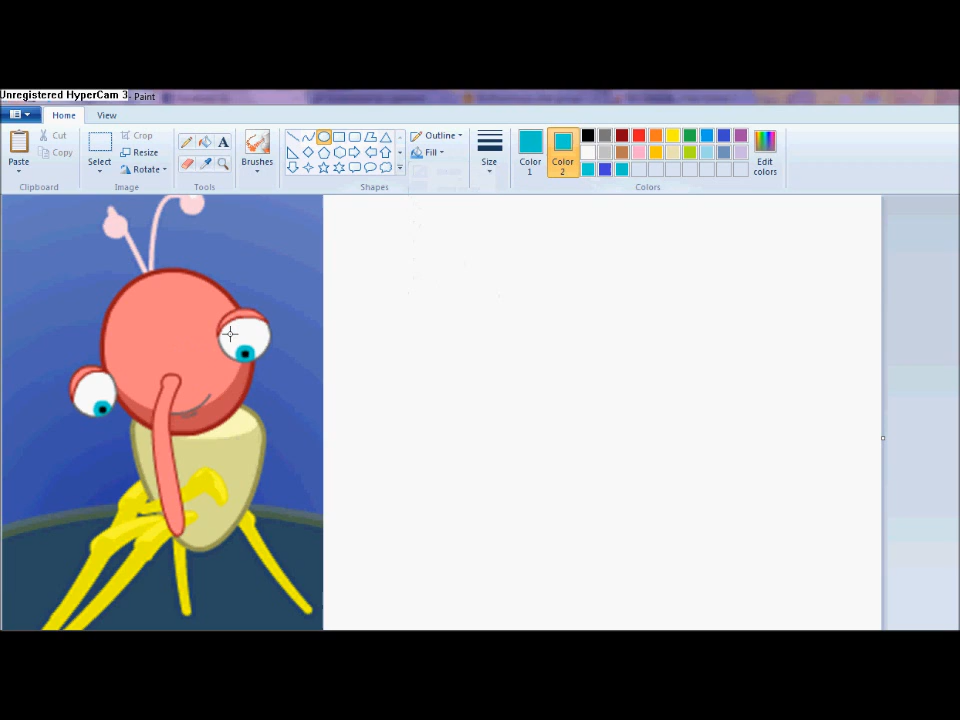 Unregistered HyperCam 3 - Paint
Home View
Cut
Copy
Paste
Clipboard
Select
Crop
Resize
Rotate
Image
A
Tools
Brushes
Shapes
Outline
Fill
Size
Color 1
Color 2
Edit colors
Colors